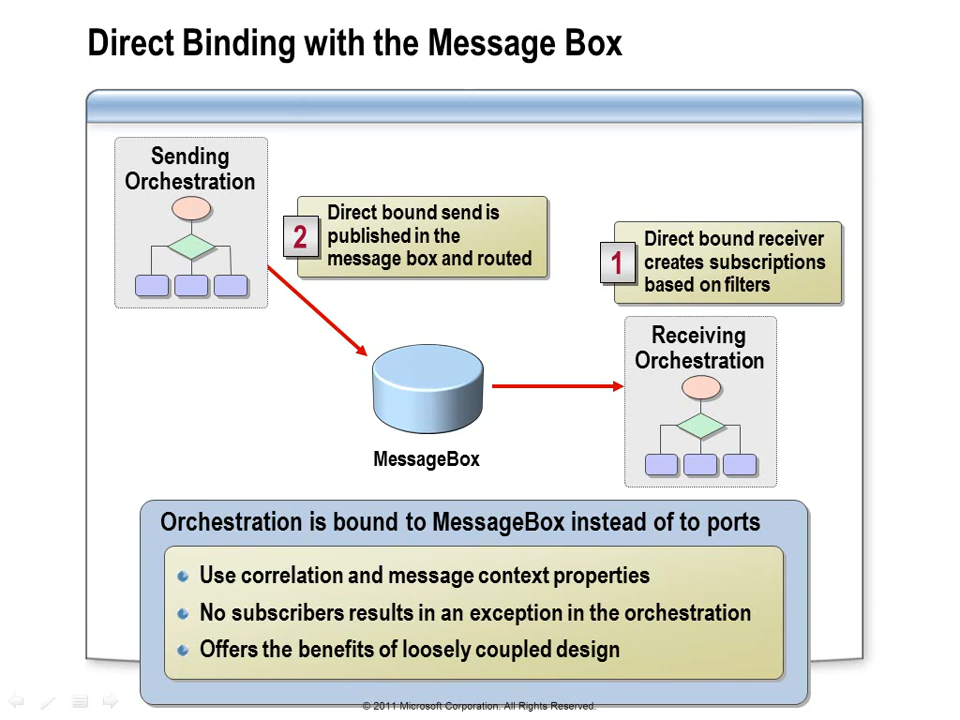 Direct Binding with the Message Box
Sending
Orchestration
2
Direct bound send is
published in the
message box and routed
1
Direct bound receiver
creates subscriptions
based on filters
Receiving
Orchestration
MessageBox
Orchestration is bound to MessageBox instead of to ports
Use correlation and message context properties
No subscribers results in an exception in the orchestration
Offers the benefits of loosely coupled design
© 2011 Microsoft Corporation. All Rights Reserved.